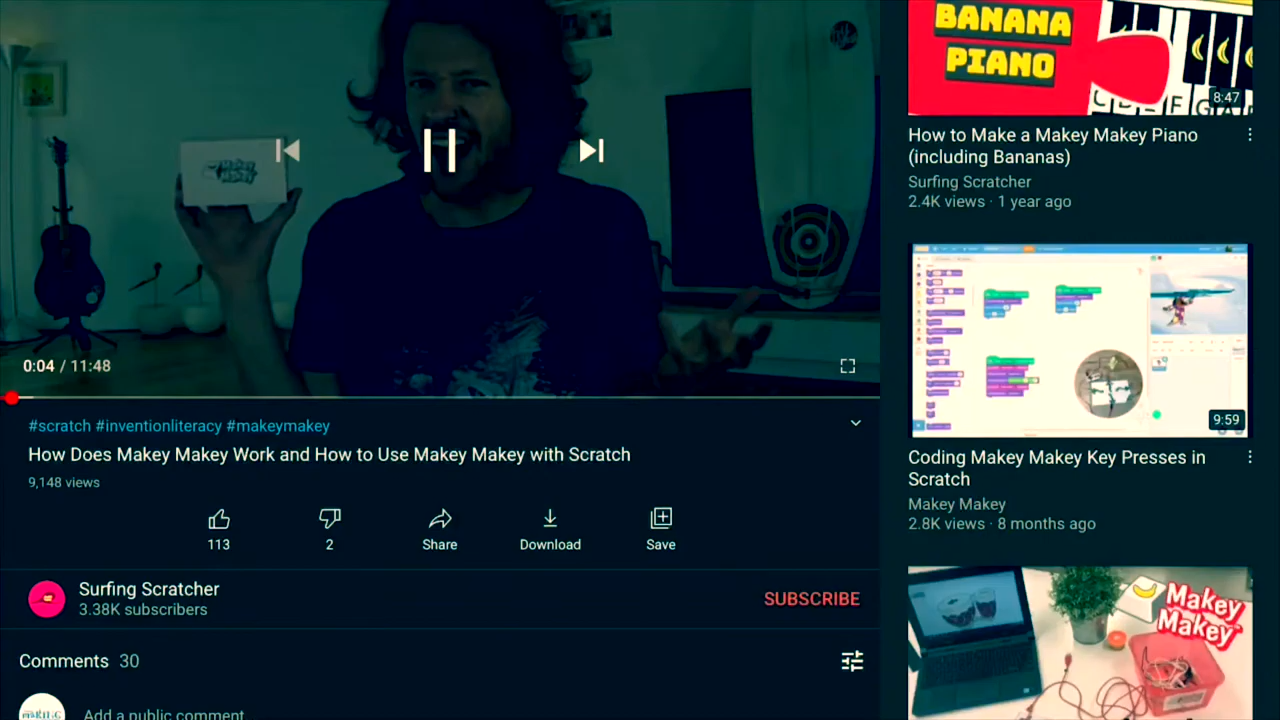 Makey
Makey
0:04 / 11:48
#scratch #inventionliteracy #makeymakey
How Does Makey Makey Work and How to Use Makey Makey with Scratch
9,148 views
113
2
Share
Download
Save
Surfing Scratcher
3.38K subscribers
SUBSCRIBE
Comments 30
Add a public comment
BANANA
PIANO
8:47
How to Make a Makey Makey Piano
(including Bananas)
Surfing Scratcher
2.4K views · 1 year ago
9:59
Coding Makey Makey Key Presses in
Scratch
Makey Makey
2.8K views · 8 months ago
Makey
Makey